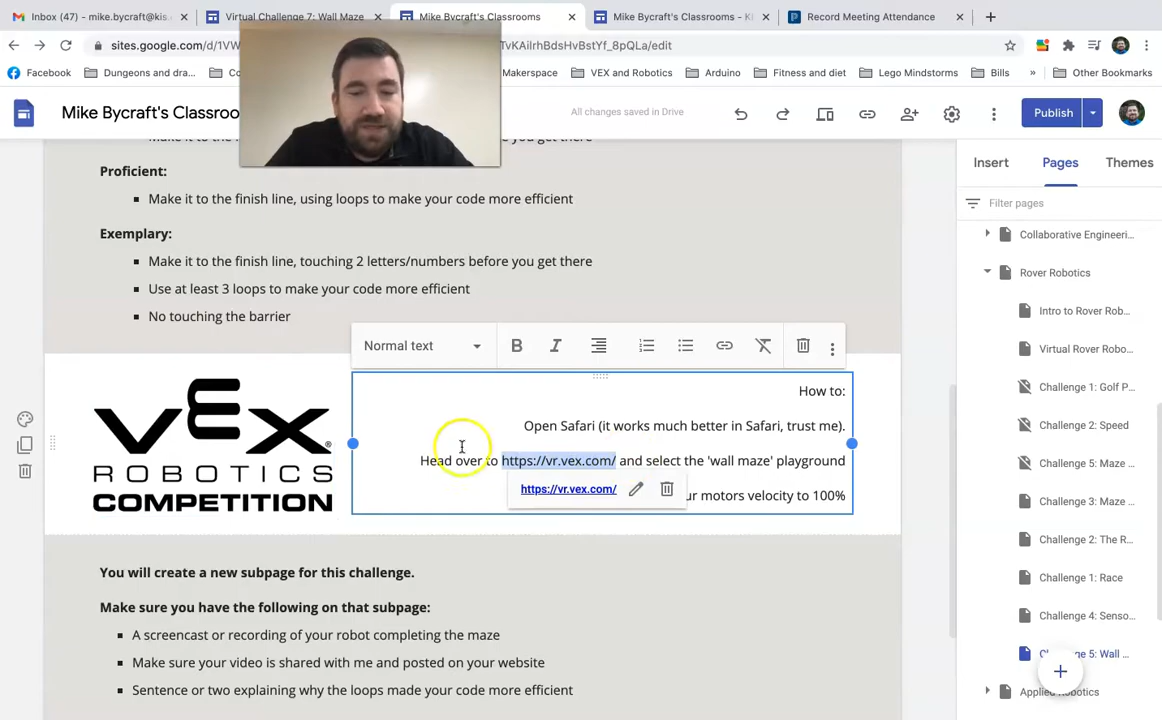 Inbox (47) - mike.bycraft@kis.
Virtual Challenge 7: Wall Maze
Mike Bycraft's Classrooms
Mike Bycraft's Classrooms - KI
Record Meeting Attendance
sites.google.com/d/1VW
TvKAilrhBdsHvBstYf_8pQLa/edit
Facebook
Dungeons and dra...
Co
Makerspace
VEX and Robotics
Arduino
Fitness and diet
Lego Mindstorms
Bills
Other Bookmarks
Mike Bycraft's Classroo
All changes saved in Drive
Publish
Proficient:
Make it to the finish line, using loops to make your code more efficient
Exemplary:
Make it to the finish line, touching 2 letters/numbers before you get there
Use at least 3 loops to make your code more efficient
No touching the barrier
Normal text
VEX
ROBOTICS
COMPETITION
How to:
Open Safari (it works much better in Safari, trust me).
Head over to https://vr.vex.com/ and select the 'wall maze' playground
https://vr.vex.com/
ur motors velocity to 100%
You will create a new subpage for this challenge.
Make sure you have the following on that subpage:
A screencast or recording of your robot completing the maze
Make sure your video is shared with me and posted on your website
Sentence or two explaining why the loops made your code more efficient
Insert
Pages
Themes
Filter pages
Collaborative Engineeri...
Rover Robotics
Intro to Rover Rob...
Virtual Rover Robo...
Challenge 1: Golf P...
Challenge 2: Speed
Challenge 5: Maze ...
Challenge 3: Maze ...
Challenge 2: The R...
Challenge 1: Race
Challenge 4: Senso...
Challenge 5: Wall ...
Applied Robotics